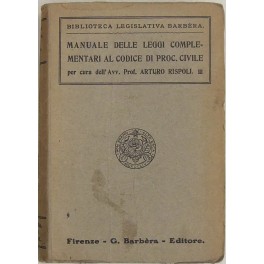 BIBLIOTECA LEGISLATIVA BARBÈRA.
MANUALE DELLE LEGGI COMPLE-
MENTARI AL CODICE DI PROC. CIVILE
per cura dell'Avv. Prof. ARTURO RISPOLI.
Firenze - G. Barbèra - Editore.